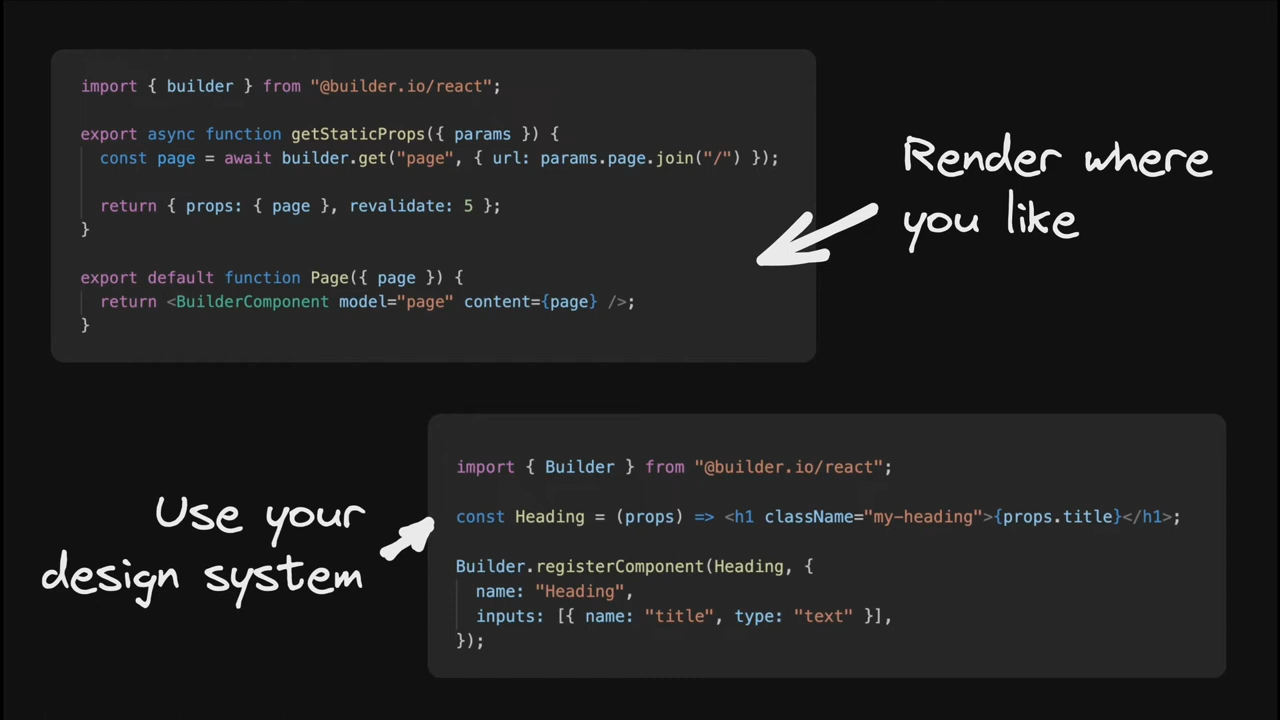 import { builder } from "@builder.io/react";
export async function getStaticProps({ params }) {
  const page = await builder.get("page", { url: params.page.join("/") });
  return { props: { page }, revalidate: 5 };
}
export default function Page({ page }) {
  return <BuilderComponent model="page" content={page} />;
}
Render where
you like
Use your
design system
import { Builder } from "@builder.io/react";
const Heading = (props) => <h1 className="my-heading">{props.title}</h1>;
Builder.registerComponent(Heading, {
  name: "Heading",
  inputs: [{ name: "title", type: "text" }],
});